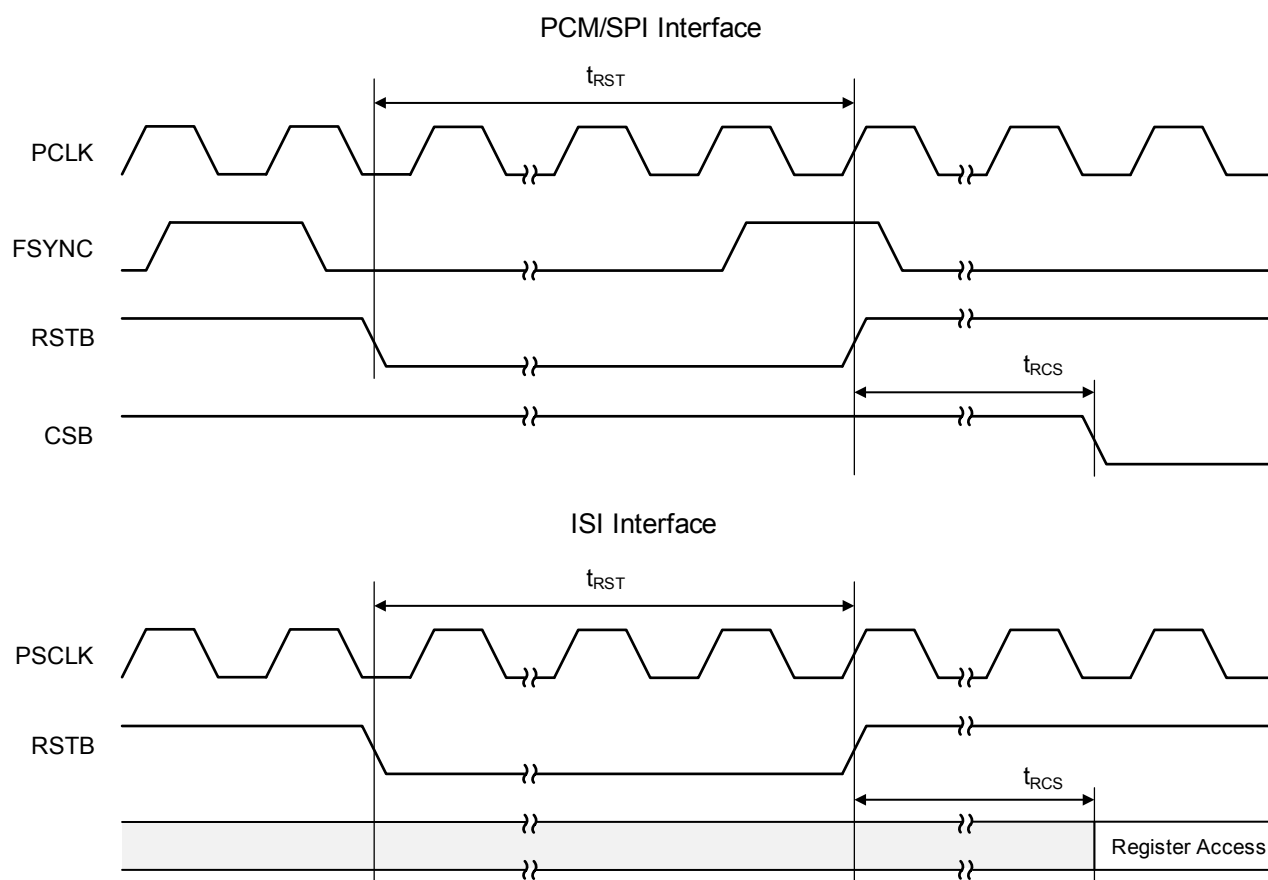 PCM/SPI Interface
tRST
PCLK
FSYNC
RSTB
tRCS
CSB
ISI Interface
tRST
PSCLK
RSTB
tRCS
Register Access